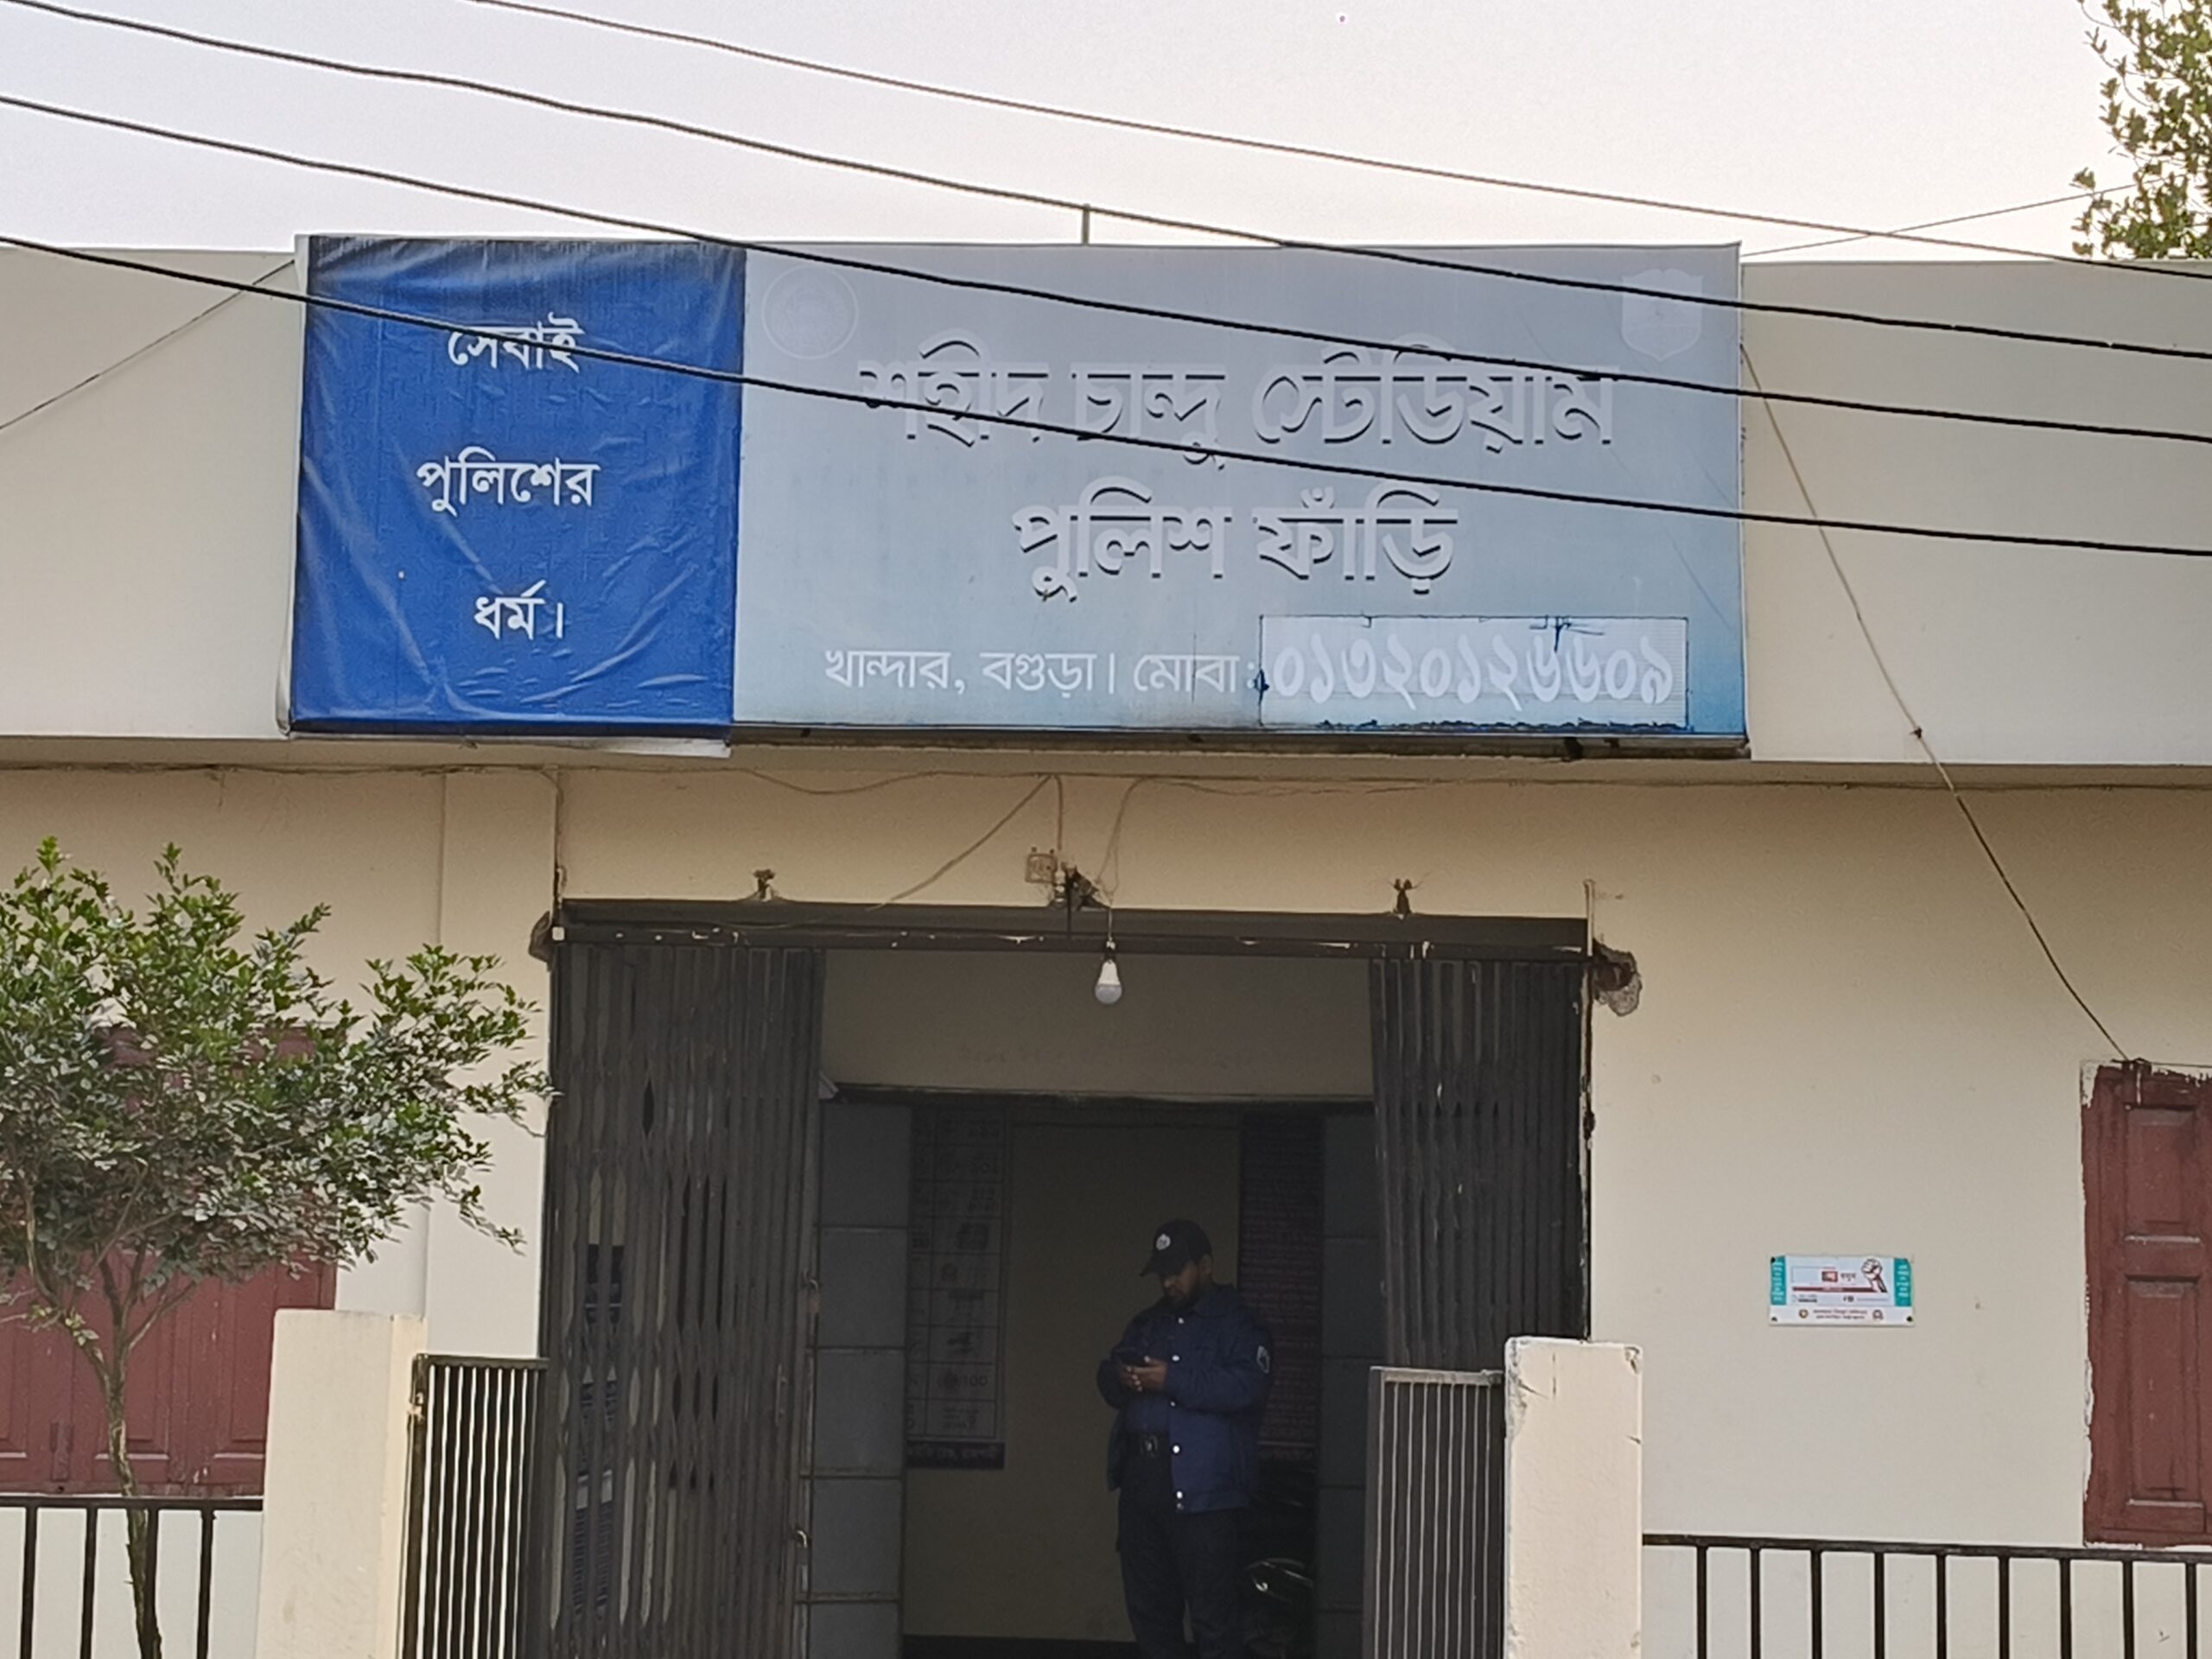 সেবাই
পুলিশের
ধর্ম।
শহীদ চান্দু স্টেডিয়াম
পুলিশ ফাঁড়ি
খান্দার, বগুড়া। মোবা: ০১৩২০১২৬৬০৯